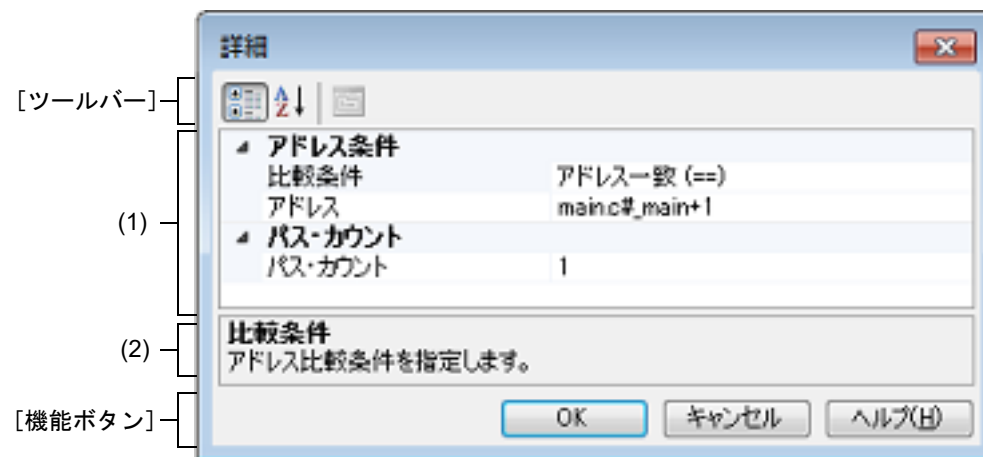 詳細
[ツールバー]
(1)
アドレス条件
比較条件 アドレス一致 (==)
アドレス main.c#_main+1
パス・カウント
パス・カウント 1
(2)
比較条件
アドレス比較条件を指定します。
[機能ボタン]
OK キャンセル ヘルプ(H)